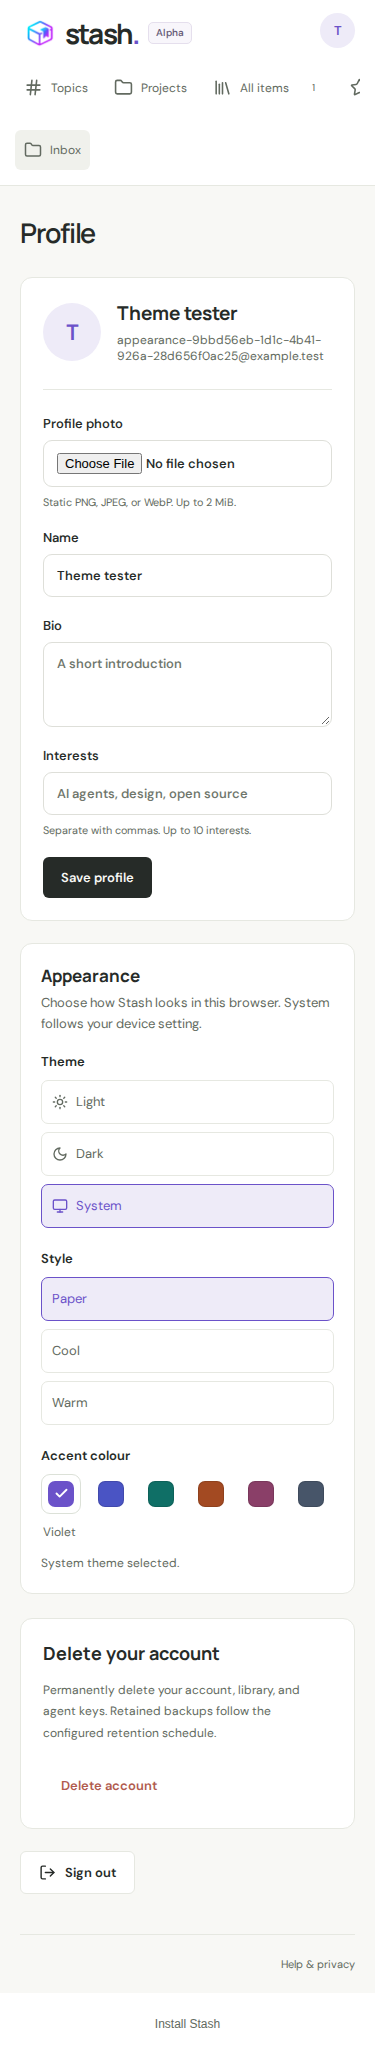 stash.
Alpha
T
Topics
Projects
All items
1
Inbox
Profile
T
Theme tester
appearance-9bbd56eb-1d1c-4b41-
926a-28d656f0ac25@example.test
Profile photo
Choose File No file chosen
Static PNG, JPEG, or WebP. Up to 2 MiB.
Name
Theme tester
Bio
A short introduction
Interests
AI agents, design, open source
Separate with commas. Up to 10 interests.
Save profile
Appearance
Choose how Stash looks in this browser. System
follows your device setting.
Theme
Light
Dark
System
Style
Paper
Cool
Warm
Accent colour
Violet
System theme selected.
Delete your account
Permanently delete your account, library, and
agent keys. Retained backups follow the
configured retention schedule.
Delete account
Sign out
Help & privacy
Install Stash